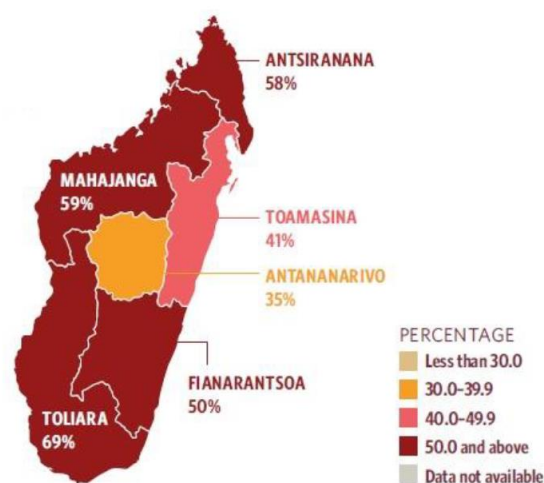 ANTSIRANANA
58%
MAHAJANGA
59%
TOAMASINA
41%
ANTANANARIVO
35%
FIANARANTSOA
50%
TOLIARA
69%
PERCENTAGE
Less than 30.0
30.0–39.9
40.0–49.9
50.0 and above
Data not available